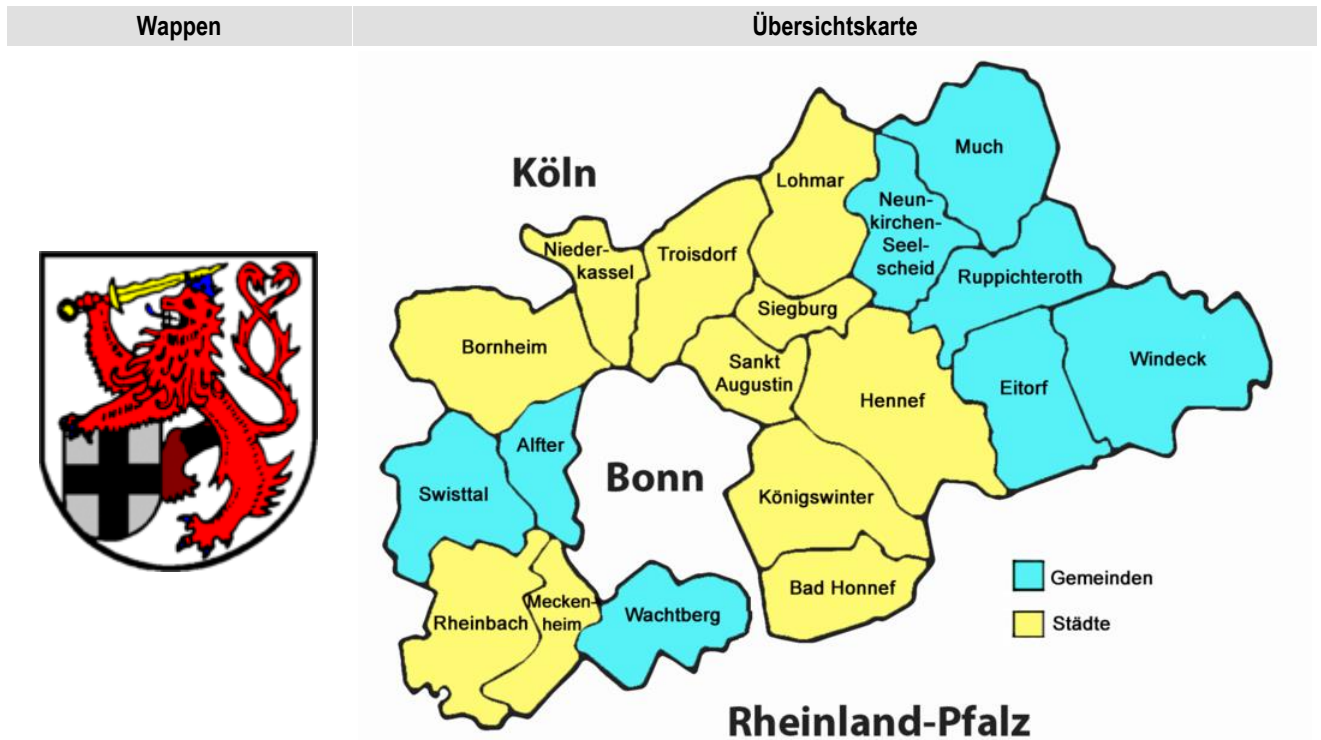 Wappen
Übersichtskarte
Much
Köln
Lohmar
Neun-
kirchen-
Seel-
scheid
Nieder-
kassel
Troisdorf
Ruppichteroth
Siegburg
Bornheim
Sankt
Augustin
Windeck
Eitorf
Hennef
Alfter
Bonn
Swisttal
Königswinter
Gemeinden
Bad Honnef
Mecken-
heim
Wachtberg
Rheinbach
Städte
Rheinland-Pfalz